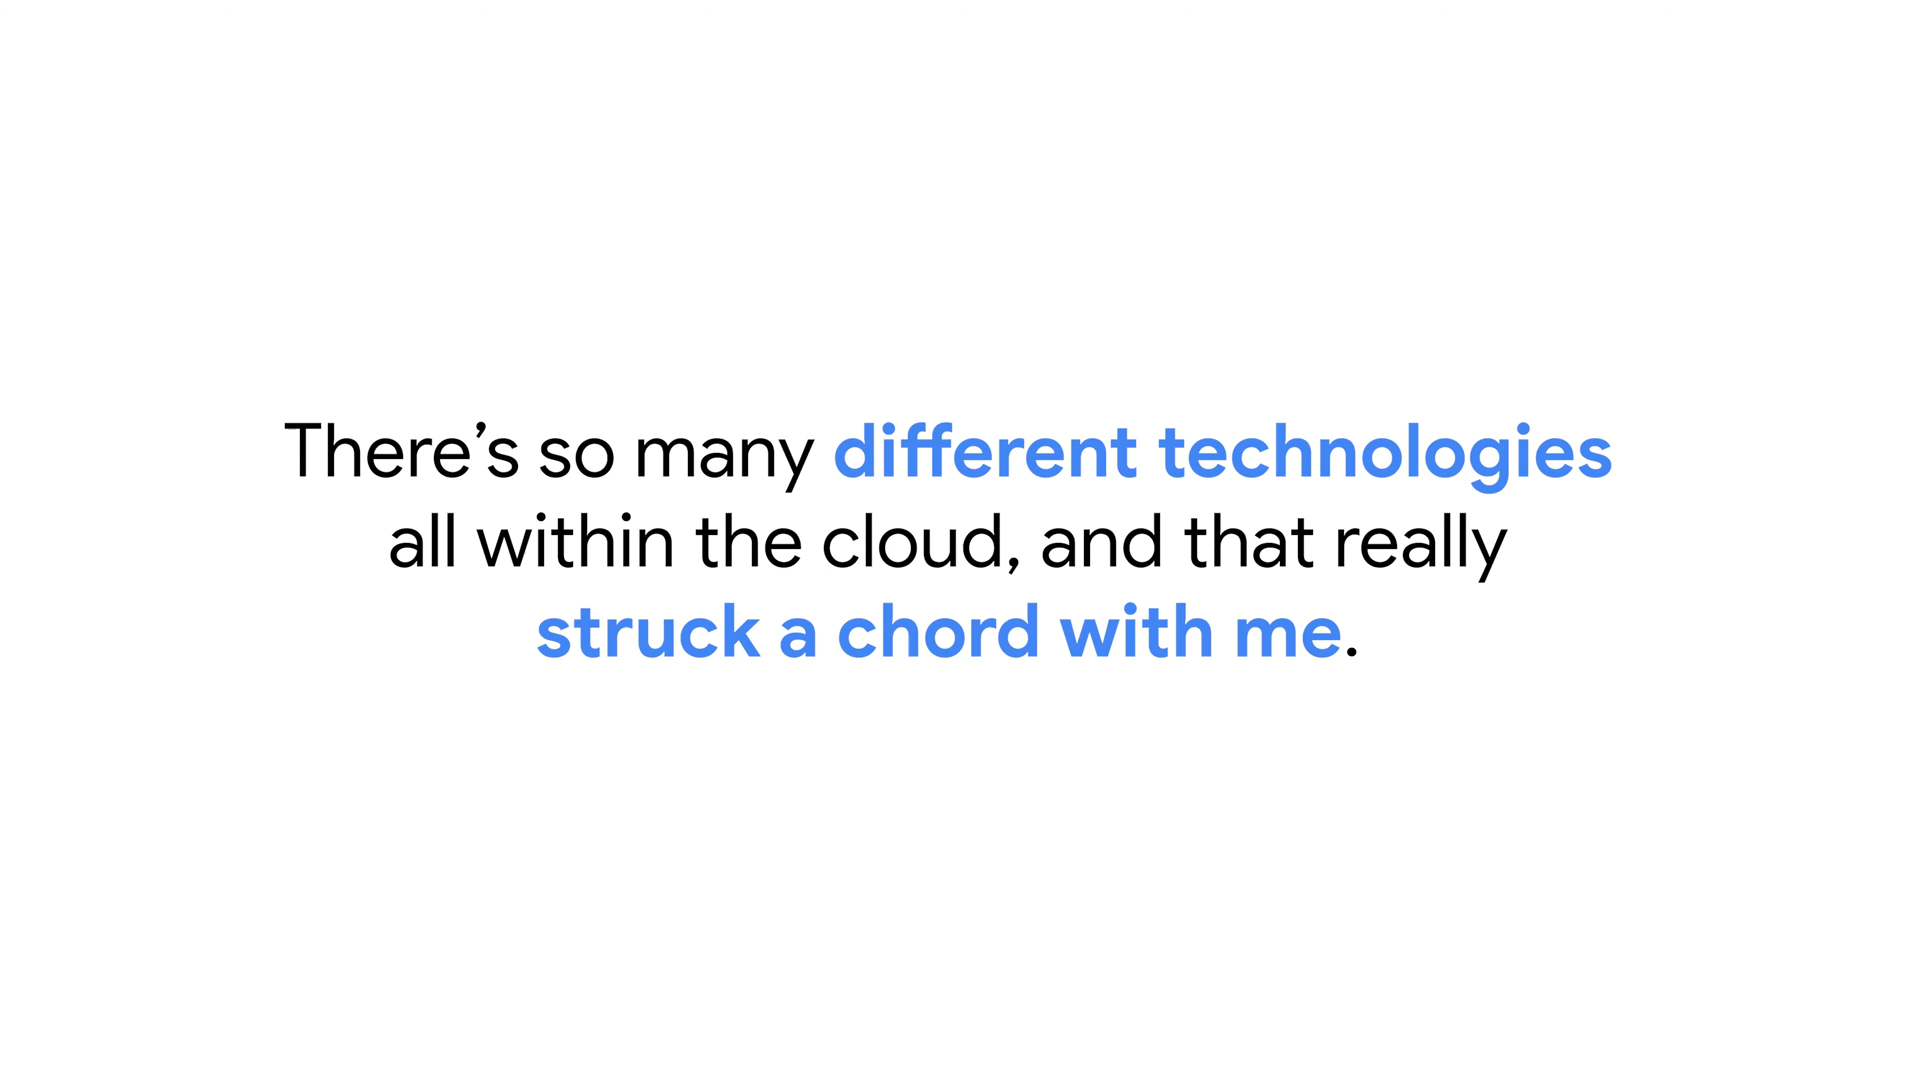 There’s so many different technologies
all within the cloud, and that really
struck a chord with me.